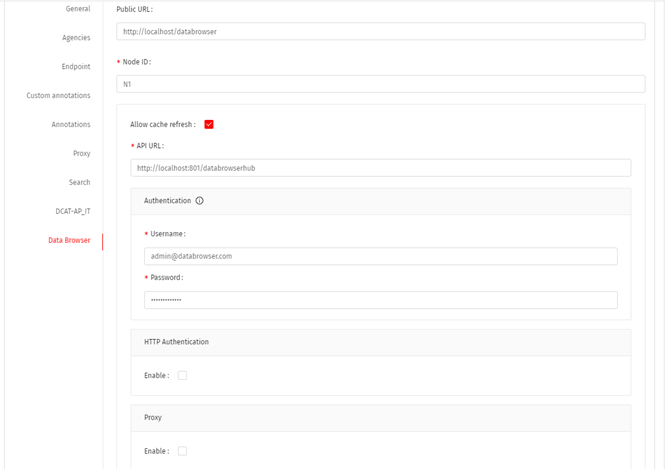 General
Agencies
Endpoint
Custom annotations
Annotations
Proxy
Search
DCAT-AP_IT
Data Browser
Public URL:
http://localhost/databrowser
* Node ID:
N1
Allow cache refresh :
* API URL:
http://localhost:801/databrowserhub
Authentication
* Username:
admin@databrowser.com
* Password:
•••••••••••••
HTTP Authentication
Enable :
Proxy
Enable :